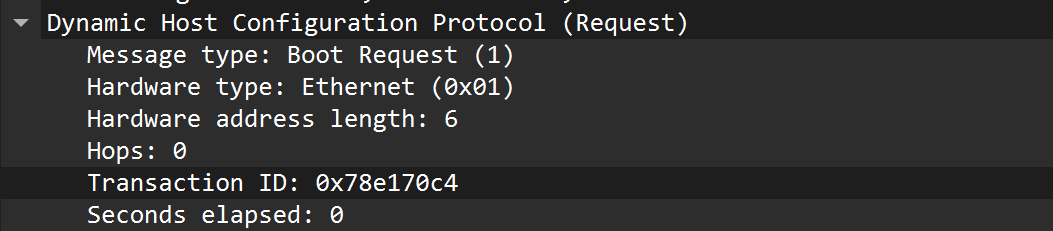 Dynamic Host Configuration Protocol (Request)
Message type: Boot Request (1)
Hardware type: Ethernet (0x01)
Hardware address length: 6
Hops: 0
Transaction ID: 0x78e170c4
Seconds elapsed: 0